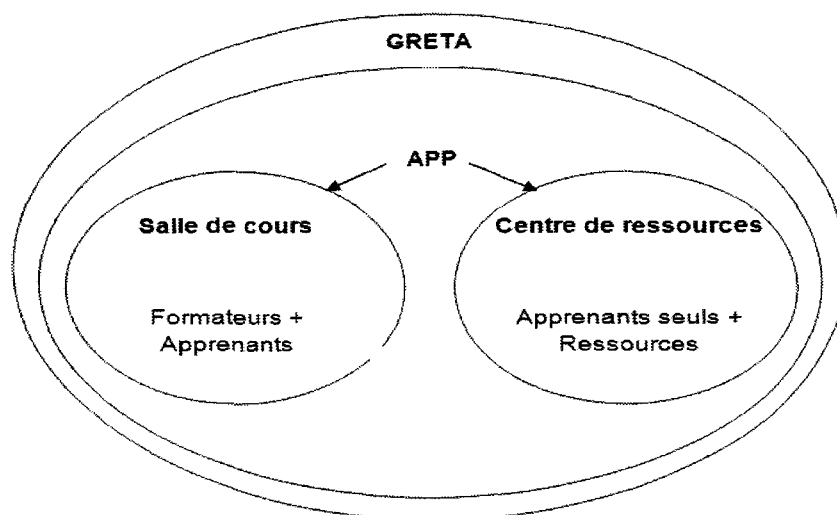 GRETA
APP
Salle de cours
Centre de ressources
Formateurs +
Apprenants
Apprenants seuls +
Ressources